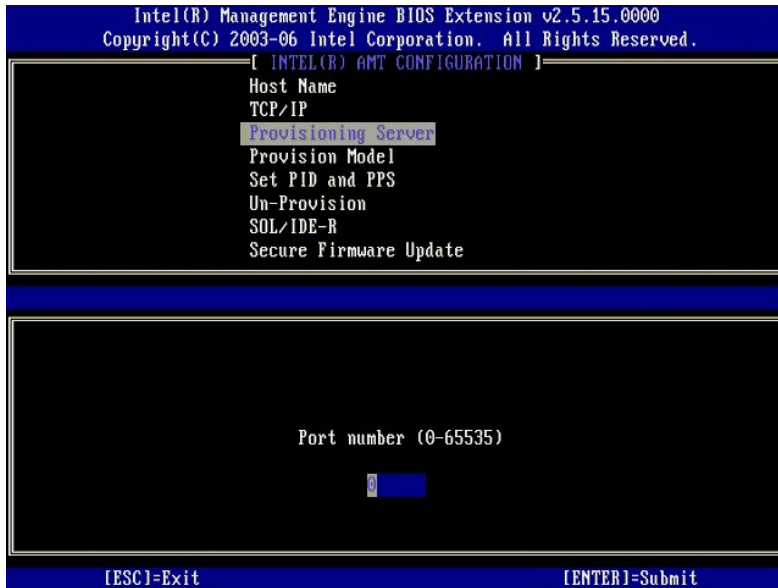 Intel(R) Management Engine BIOS Extension v2.5.15.0000
Copyright(C) 2003-06 Intel Corporation. All Rights Reserved.
[ INTEL(R) AMT CONFIGURATION ]
Host Name
TCP/IP
Provisioning Server
Provision Model
Set PID and PPS
Un-Provision
SOL/IDE-R
Secure Firmware Update
Port number (0-65535)
0
[ESC]=Exit [ENTER]=Submit